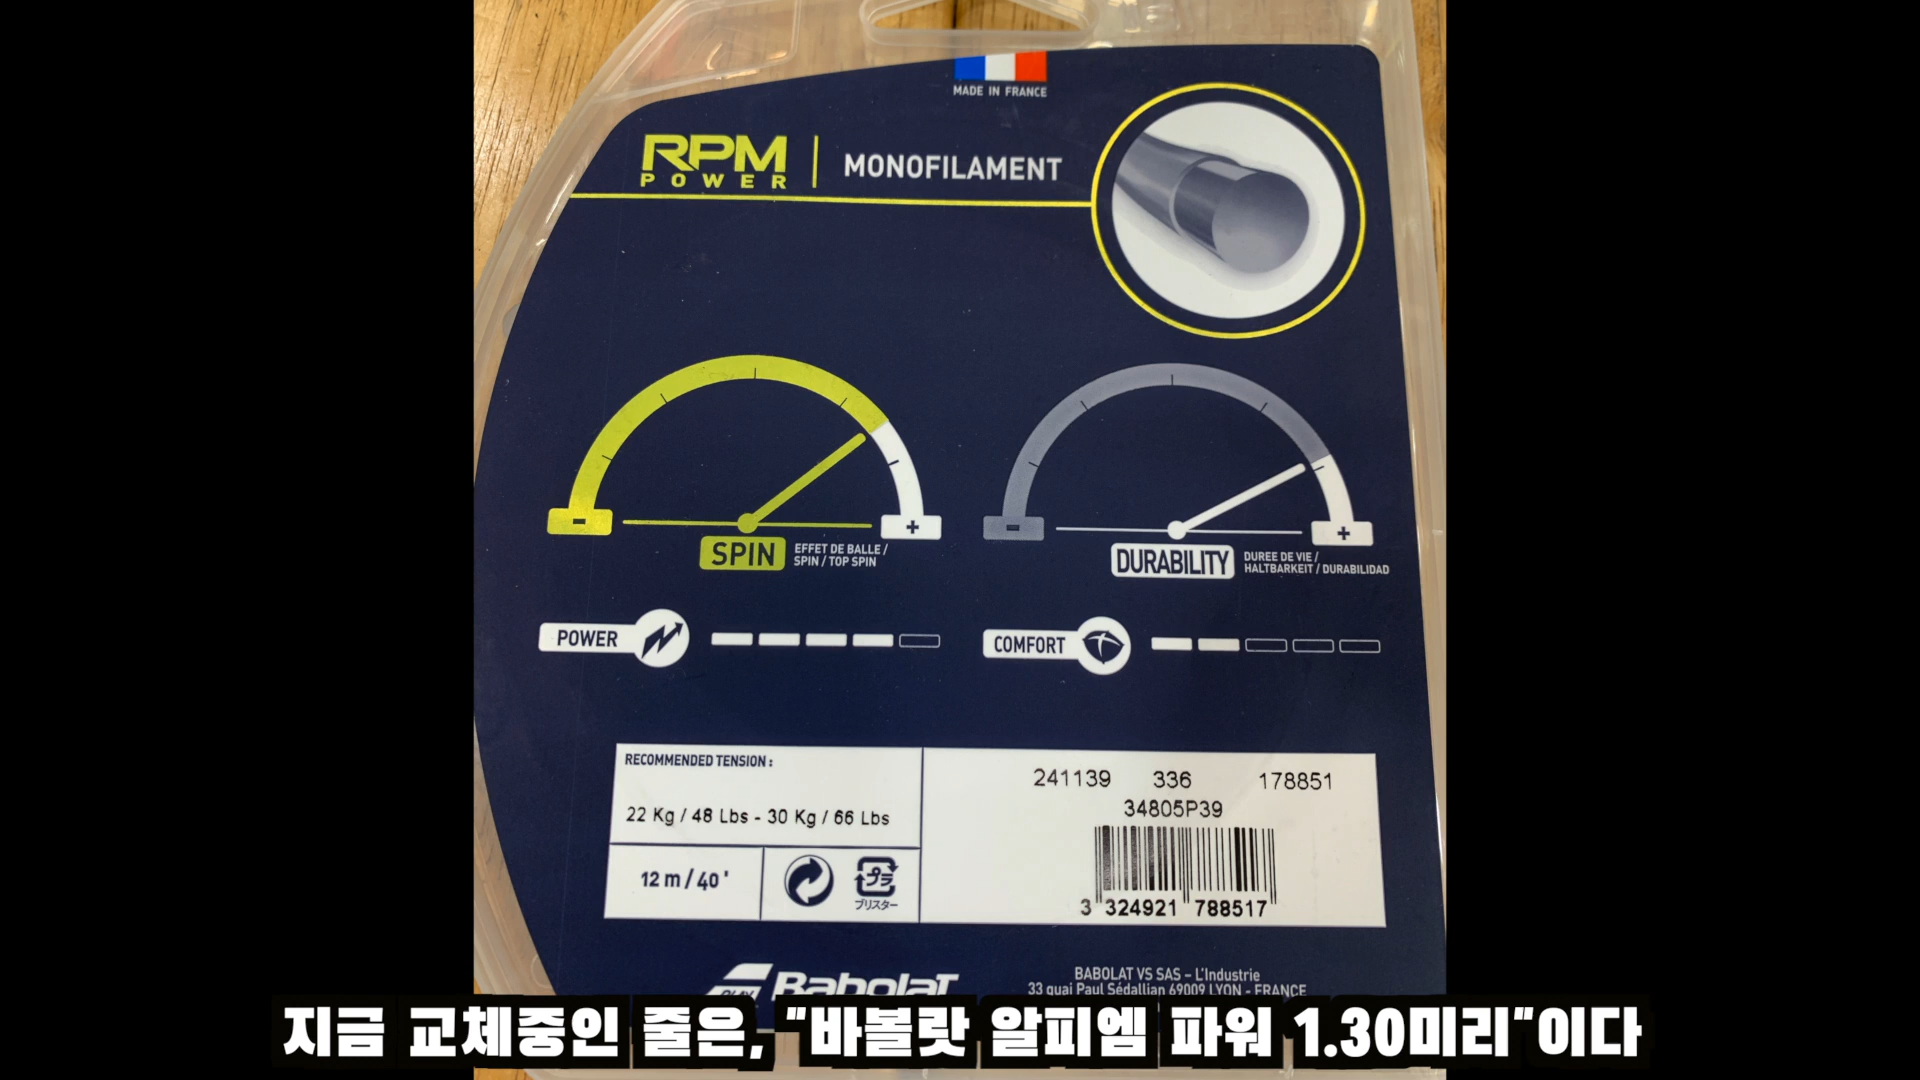 MADE IN FRANCE
RPM
POWER
MONOFILAMENT
SPIN
EFFET DE BALLE /
SPIN / TOP SPIN
DURABILITY
DUREE DE VIE /
HALTBARKEIT / DURABILIDAD
POWER
COMFORT
RECOMMENDED TENSION :
22 Kg / 48 Lbs - 30 Kg / 66 Lbs
12 m / 40 '
プラ
ブリスター
241139 336 178851
34805P39
3 324921 788517
BabolaT
BABOLAT VS SAS – L'Industrie
33 quai Paul Sédallian 69009 LYON - FRANCE
지금 교체중인 줄은, "바볼랏 알피엠 파워 1.30미리"이다